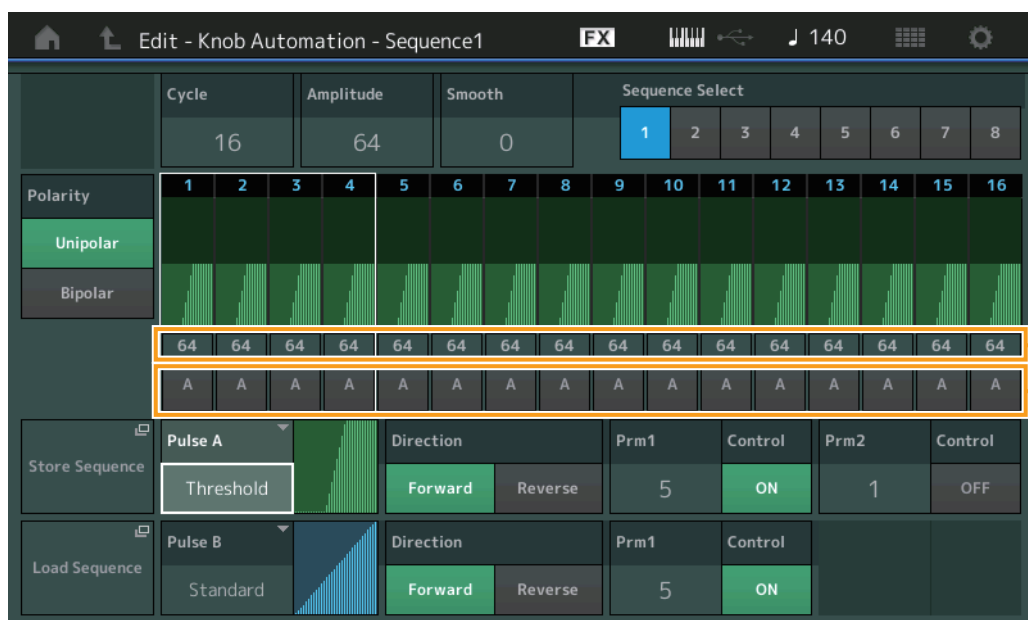 Edit - Knob Automation - Sequence1 FX 140
Cycle Amplitude Smooth Sequence Select
16 64 0 1 2 3 4 5 6 7 8
Polarity 1 2 3 4 5 6 7 8 9 10 11 12 13 14 15 16
Unipolar
Bipolar
64 64 64 64 64 64 64 64 64 64 64 64 64 64 64 64
A A A A A A A A A A A A A A A A
Store Sequence Pulse A Direction Prm1 Control Prm2 Control
Threshold Forward Reverse 5 ON 1 OFF
Load Sequence Pulse B Direction Prm1 Control
Standard Forward Reverse 5 ON